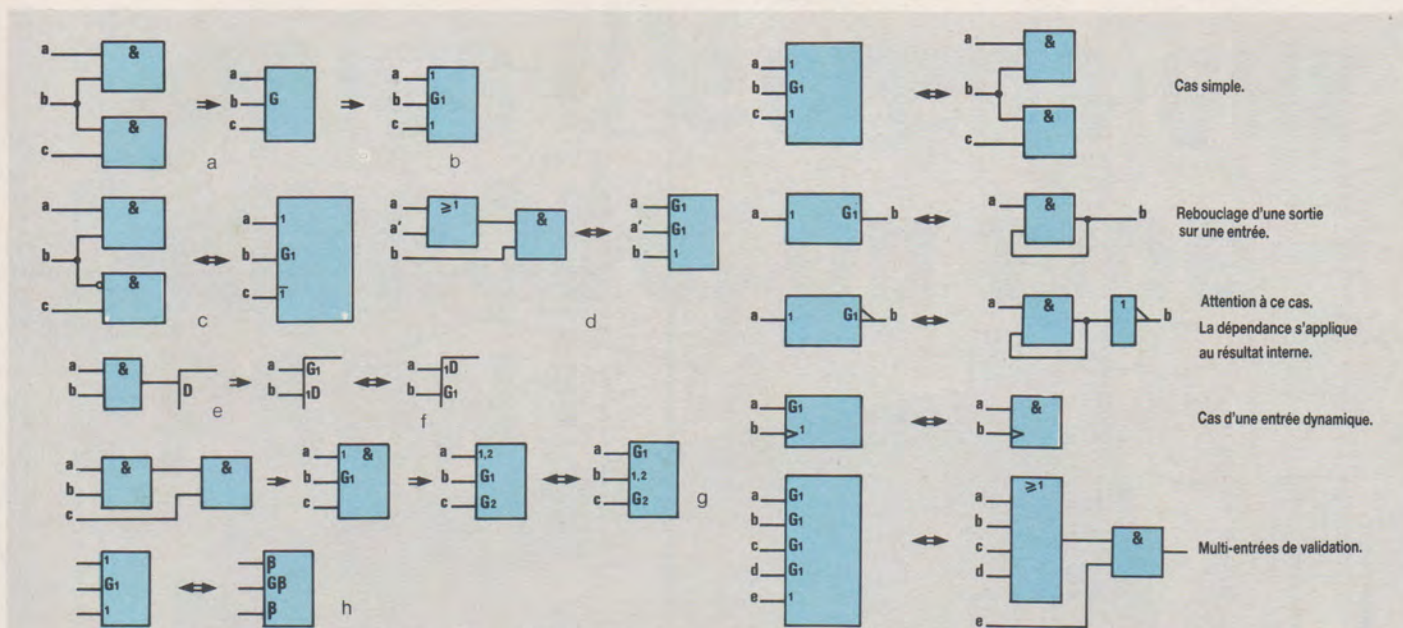 a & a a 1
b G b G1
b
c c 1
& b
c a
a & a 1
b b G1
& c 1̅
c c
a ⩾1 & a G1
a' a' G1
b b 1
d
a & a G1 a 1D
b D b 1D b G1
e f
a & & a 1 & a 1,2 a G1
b b G1 b G1 b 1,2
c c c G2 c G2
g
1 β
G1 Gβ
1 β
h
a 1 a &
b G1 b Cas simple.
c 1 &
c
a 1 G1 b a & b Rebouclage d'une sortie
sur une entrée.
a 1 G1 b a & 1 b Attention à ce cas.
La dépendance s'applique
au résultat interne.
a G1 a & Cas d'une entrée dynamique.
b 1 b
a G1 a ⩾1
b G1 b
c G1 c & Multi-entrées de validation.
d G1 d
e 1 e